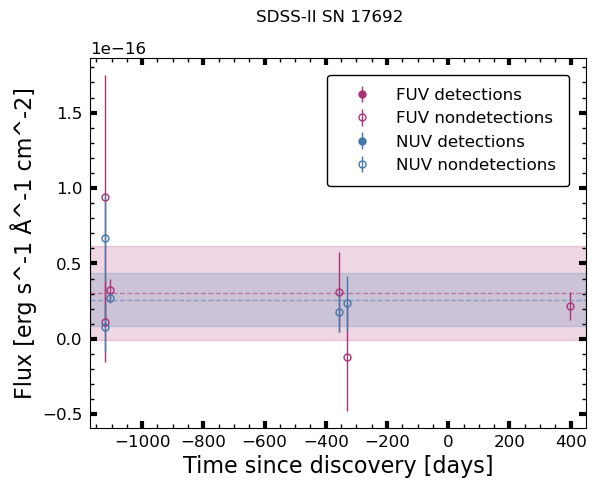 SDSS-II SN 17692
1e−16
FUV detections
FUV nondetections
NUV detections
NUV nondetections
1.5
1.0
0.5
0.0
−0.5
Flux [erg s^-1 Å^-1 cm^-2]
−1000 −800 −600 −400 −200 0 200 400
Time since discovery [days]